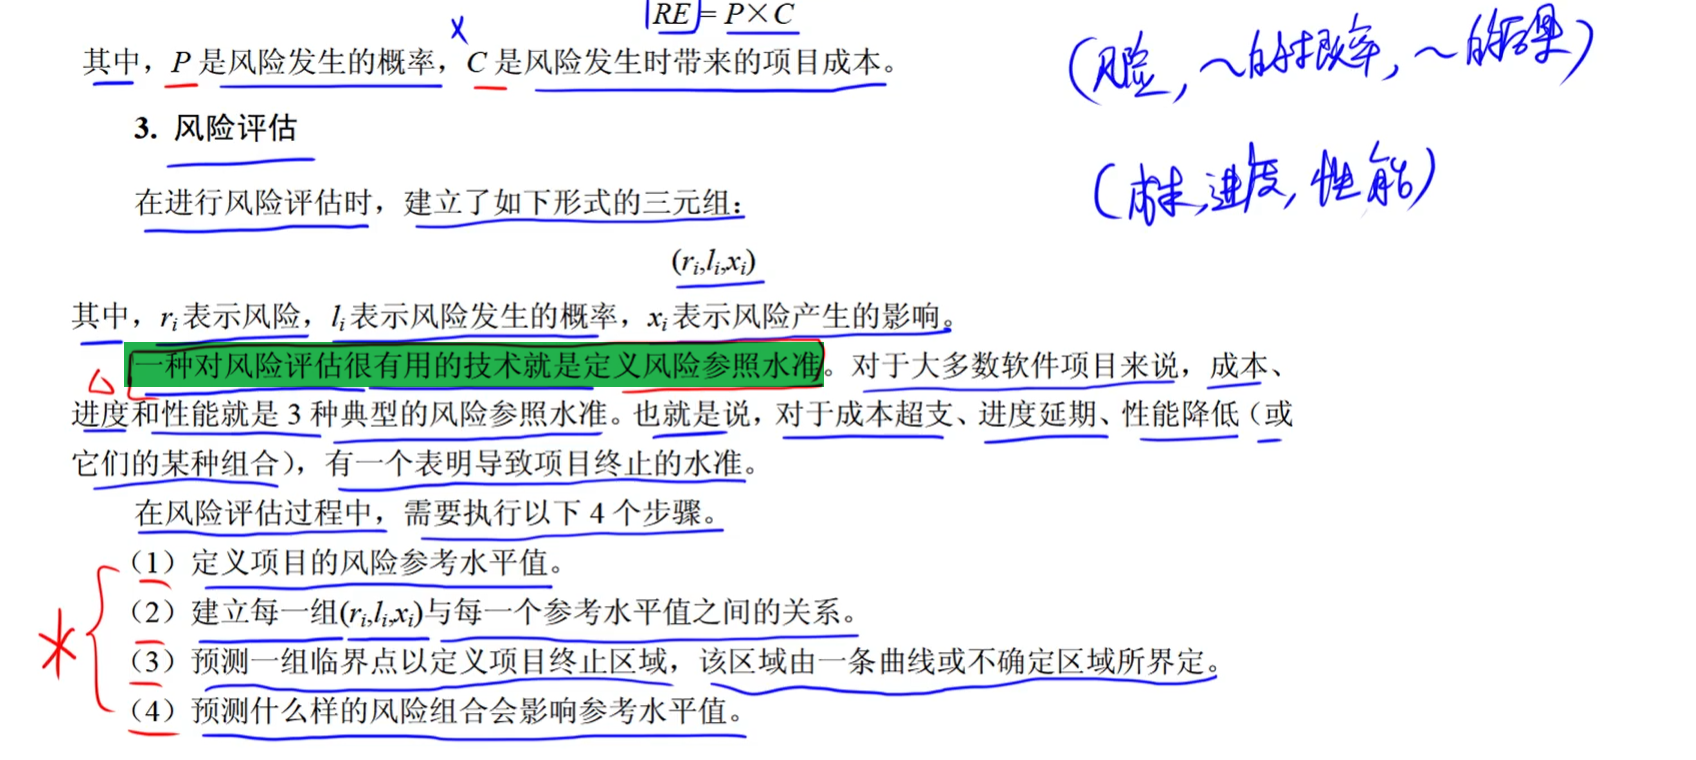 RE = P×C
其中，P 是风险发生的概率，C 是风险发生时带来的项目成本。
(风险，～的概率，～的后果)
3. 风险评估
(成本,进度,性能)
在进行风险评估时，建立了如下形式的三元组：
(ri,li,xi)
其中，ri 表示风险，li 表示风险发生的概率，xi 表示风险产生的影响。
一种对风险评估很有用的技术就是定义风险参照水准。对于大多数软件项目来说，成本、
进度和性能就是 3 种典型的风险参照水准。也就是说，对于成本超支、进度延期、性能降低（或
它们的某种组合），有一个表明导致项目终止的水准。
在风险评估过程中，需要执行以下 4 个步骤。
（1）定义项目的风险参考水平值。
（2）建立每一组(ri,li,xi)与每一个参考水平值之间的关系。
（3）预测一组临界点以定义项目终止区域，该区域由一条曲线或不确定区域所界定。
（4）预测什么样的风险组合会影响参考水平值。